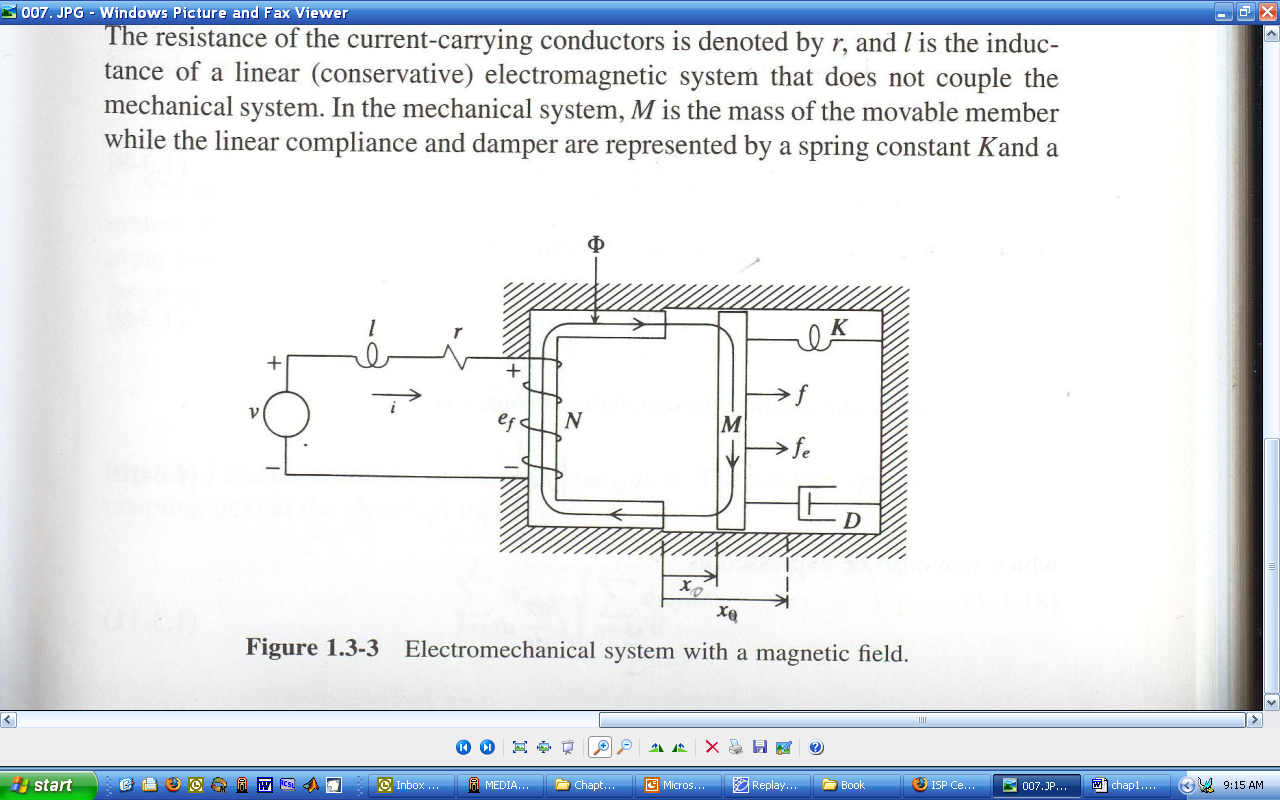 007. JPG - Windows Picture and Fax Viewer
The resistance of the current-carrying conductors is denoted by r, and l is the induc-
tance of a linear (conservative) electromagnetic system that does not couple the
mechanical system. In the mechanical system, M is the mass of the movable member
while the linear compliance and damper are represented by a spring constant K and a
Φ
l
r
K
+
+
i
f
v
e_f
N
M
f_e
−
−
D
x
x_0
Figure 1.3-3 Electromechanical system with a magnetic field.
start
Inbox ...
MEDIA...
Chapt...
Micros...
Replay...
Book
ISP Ce...
007.JP...
chap1....
9:15 AM